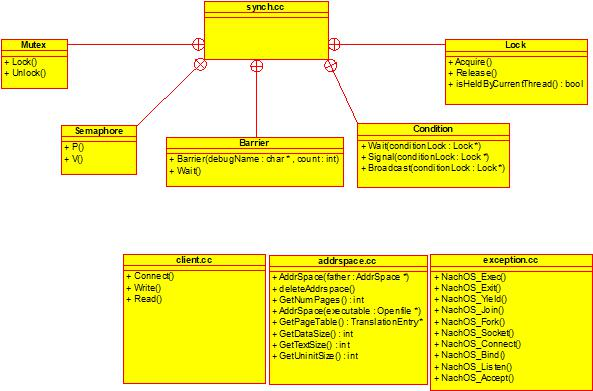 synch.cc
Mutex
+ Lock()
+ Unlock()
Lock
+ Acquire()
+ Release()
+ isHeldByCurrentThread() : bool
Semaphore
+ P()
+ V()
Barrier
+ Barrier(debugName : char * , count : int)
+ Wait()
Condition
+ Wait(conditionLock : Lock *)
+ Signal(conditionLock : Lock *)
+ Broadcast(conditionLock : Lock *)
client.cc
+ Connect()
+ Write()
+ Read()
addrspace.cc
+ AddrSpace(father : AddrSpace *)
+ deleteAddrspace()
+ GetNumPages() : int
+ AddrSpace(executable : Openfile *)
+ GetPageTable() : TranslationEntry*
+ GetDataSize() : int
+ GetTextSize() : int
+ GetUninitSize() : int
exception.cc
+ NachOS_Exec()
+ NachOS_Exit()
+ NachOS_Yield()
+ NachOS_Join()
+ NachOS_Fork()
+ NachOS_Socket()
+ NachOS_Connect()
+ NachOS_Bind()
+ NachOS_Listen()
+ NachOS_Accept()